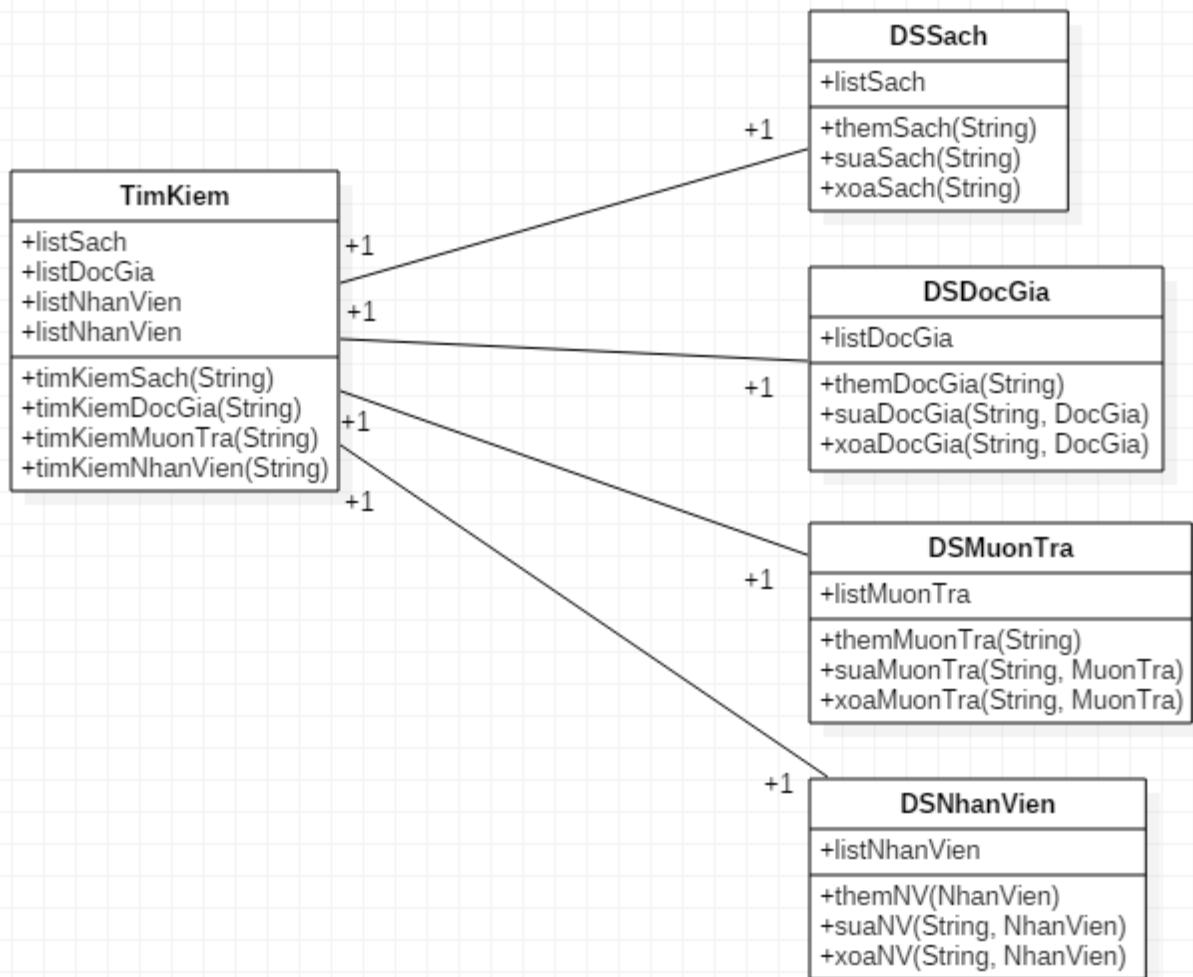 TimKiem
+listSach
+listDocGia
+listNhanVien
+listNhanVien
+timKiemSach(String)
+timKiemDocGia(String)
+timKiemMuonTra(String)
+timKiemNhanVien(String)
+1
+1
+1
+1
+1
+1
+1
+1
DSSach
+listSach
+themSach(String)
+suaSach(String)
+xoaSach(String)
DSDocGia
+listDocGia
+themDocGia(String)
+suaDocGia(String, DocGia)
+xoaDocGia(String, DocGia)
DSMuonTra
+listMuonTra
+themMuonTra(String)
+suaMuonTra(String, MuonTra)
+xoaMuonTra(String, MuonTra)
DSNhanVien
+listNhanVien
+themNV(NhanVien)
+suaNV(String, NhanVien)
+xoaNV(String, NhanVien)